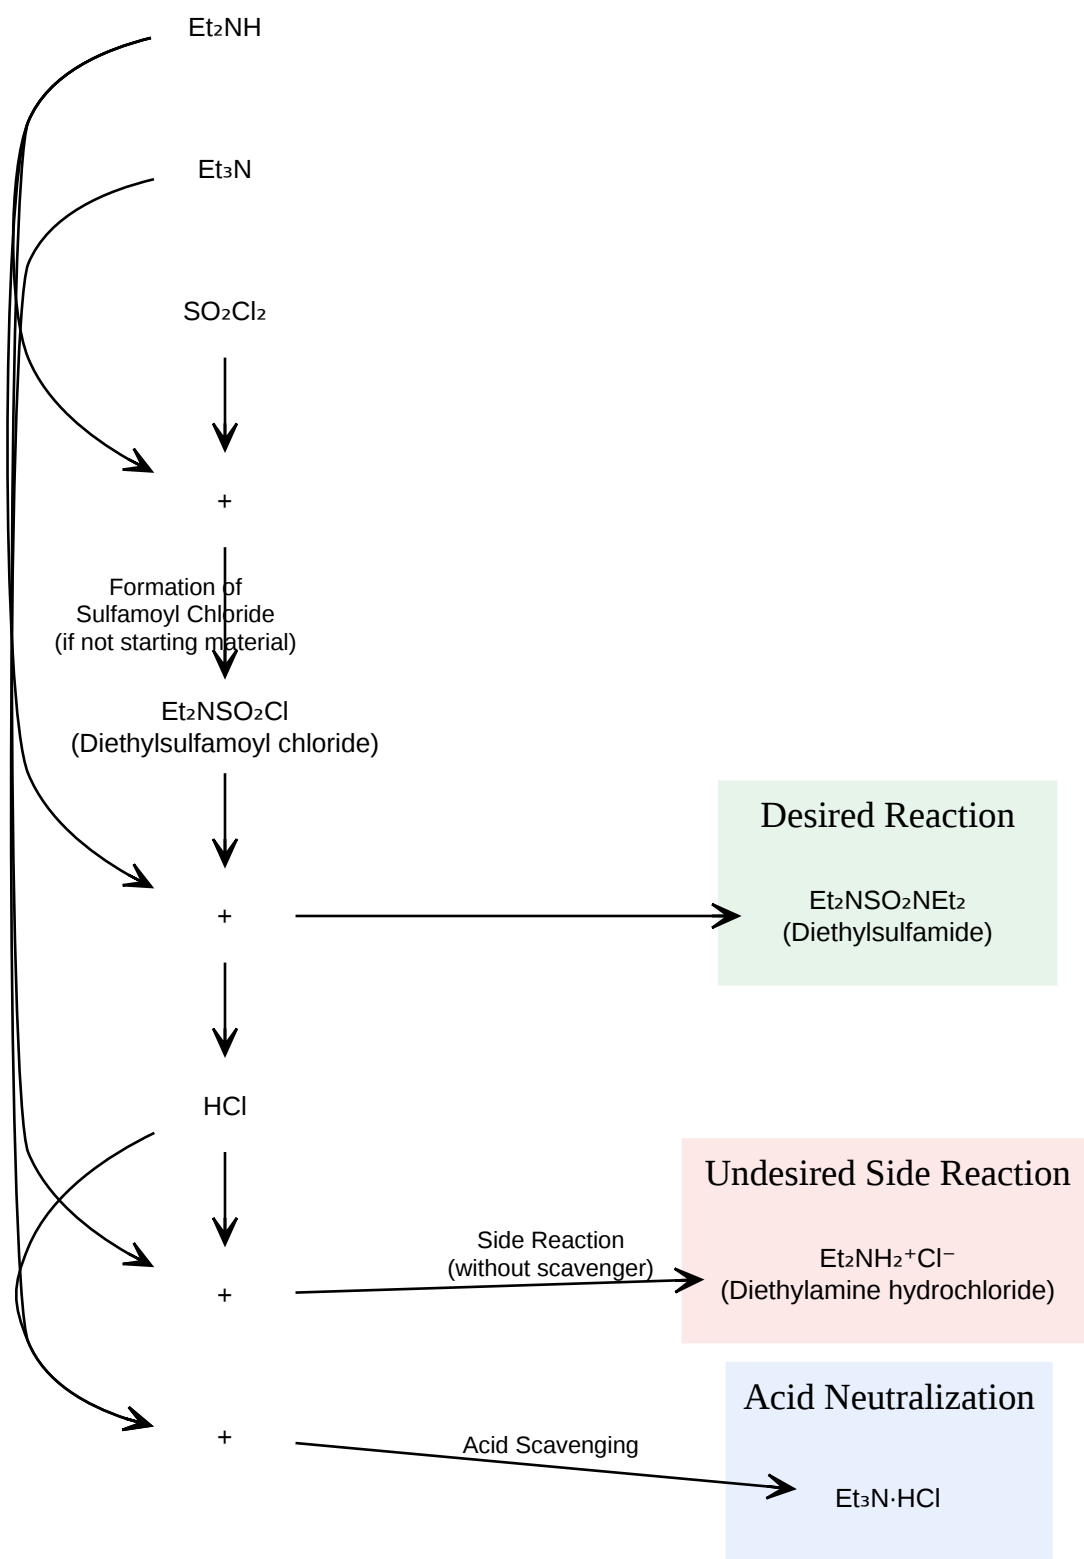 Et₂NH
Et₃N
SO₂Cl₂
+
Formation of
Sulfamoyl Chloride
(if not starting material)
Et₂NSO₂Cl
(Diethylsulfamoyl chloride)
Desired Reaction
Et₂NSO₂NEt₂
(Diethylsulfamide)
+
HCl
Undesired Side Reaction
Side Reaction
(without scavenger)
Et₂NH₂⁺Cl⁻
(Diethylamine hydrochloride)
+
Acid Neutralization
+
Acid Scavenging
Et₃N·HCl